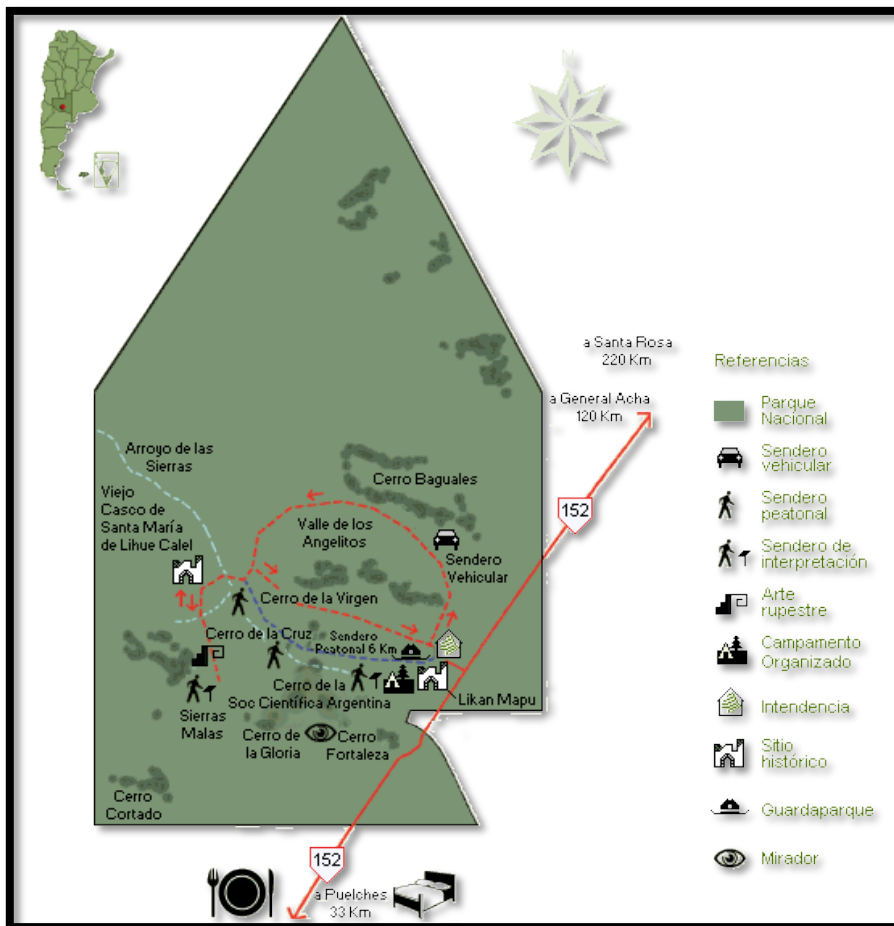 a Santa Rosa
220 Km
a General Acha
120 Km
152
Arroyo de las
Sierras
Viejo
Casco de
Santa María
de Lihue Calel
Cerro Baguales
Valle de los
Angelitos
Sendero
Vehicular
Cerro de la Virgen
Cerro de la Cruz
Sendero
Peatonal 6 Km
Cerro de la
Soc Científica Argentina
Likan Mapu
Sierras
Malas
Cerro de
la Gloria
Cerro
Fortaleza
Cerro
Cortado
152
a Puelches
33 Km
Referencias
Parque
Nacional
Sendero
vehicular
Sendero
peatonal
Sendero de
interpretación
Arte
rupestre
Campamento
Organizado
Intendencia
Sitio
histórico
Guardaparque
Mirador